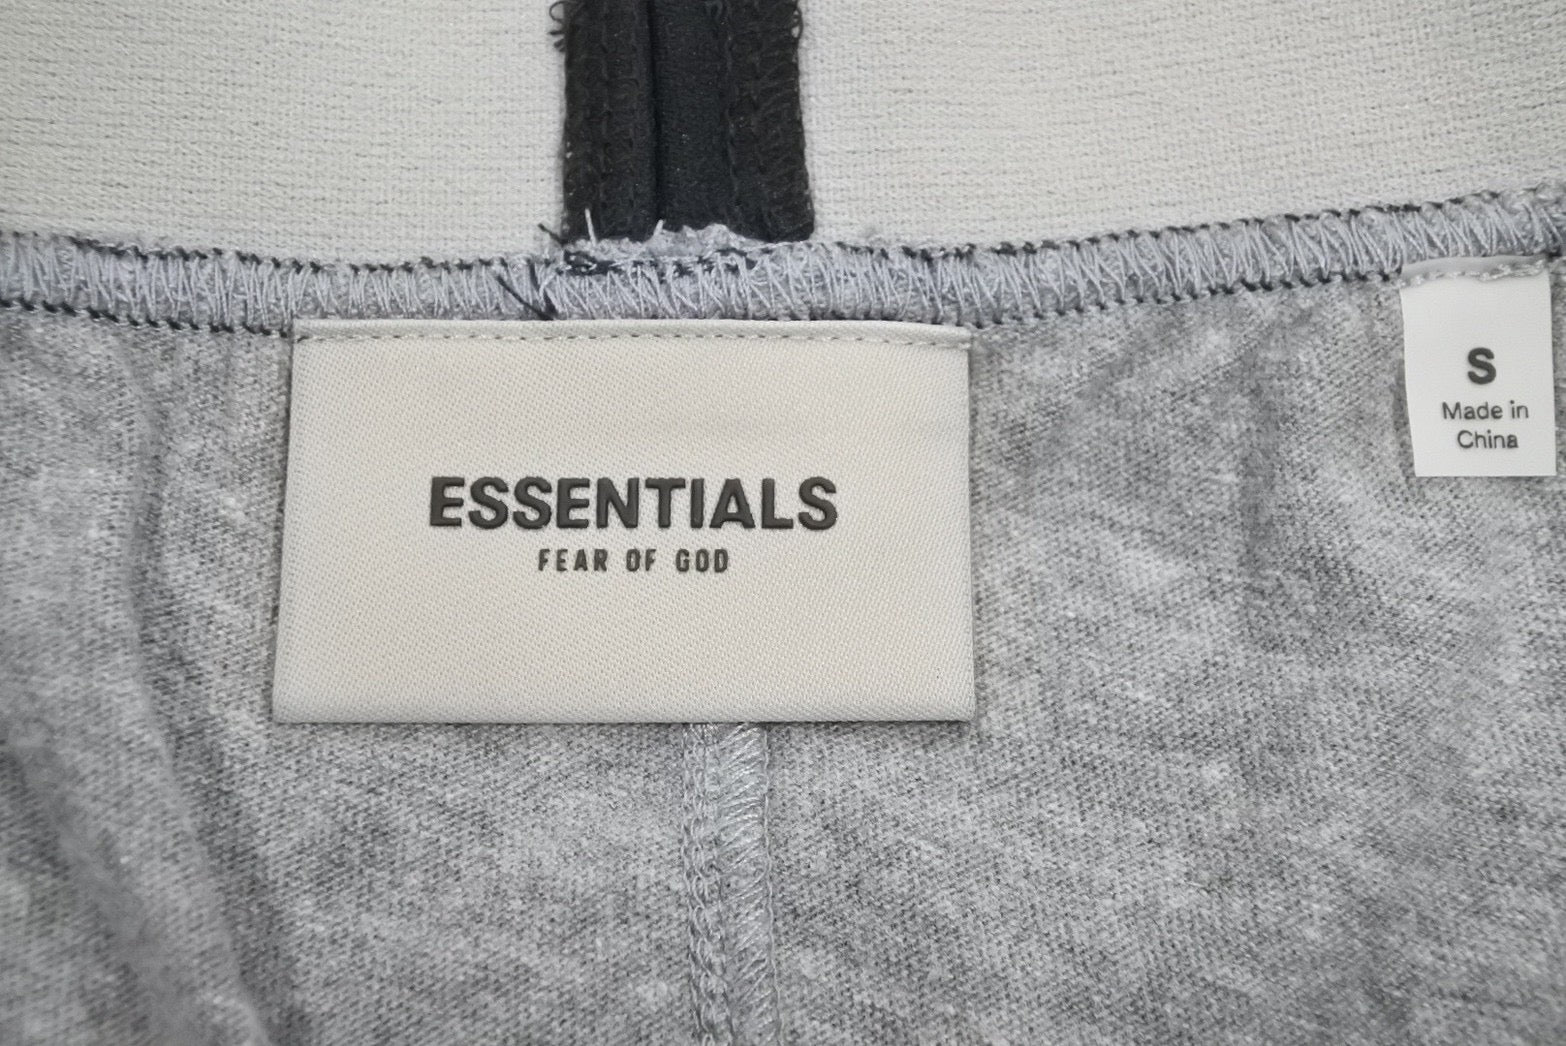 ESSENTIALS
FEAR OF GOD
S
Made in
China